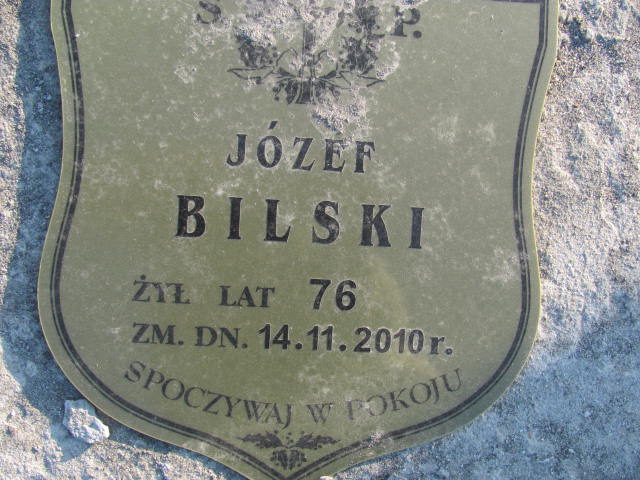 Ś P.
JÓZEF
BILSKI
ŻYŁ LAT 76
ZM. DN. 14.11.2010 r.
SPOCZYWAJ W POKOJU